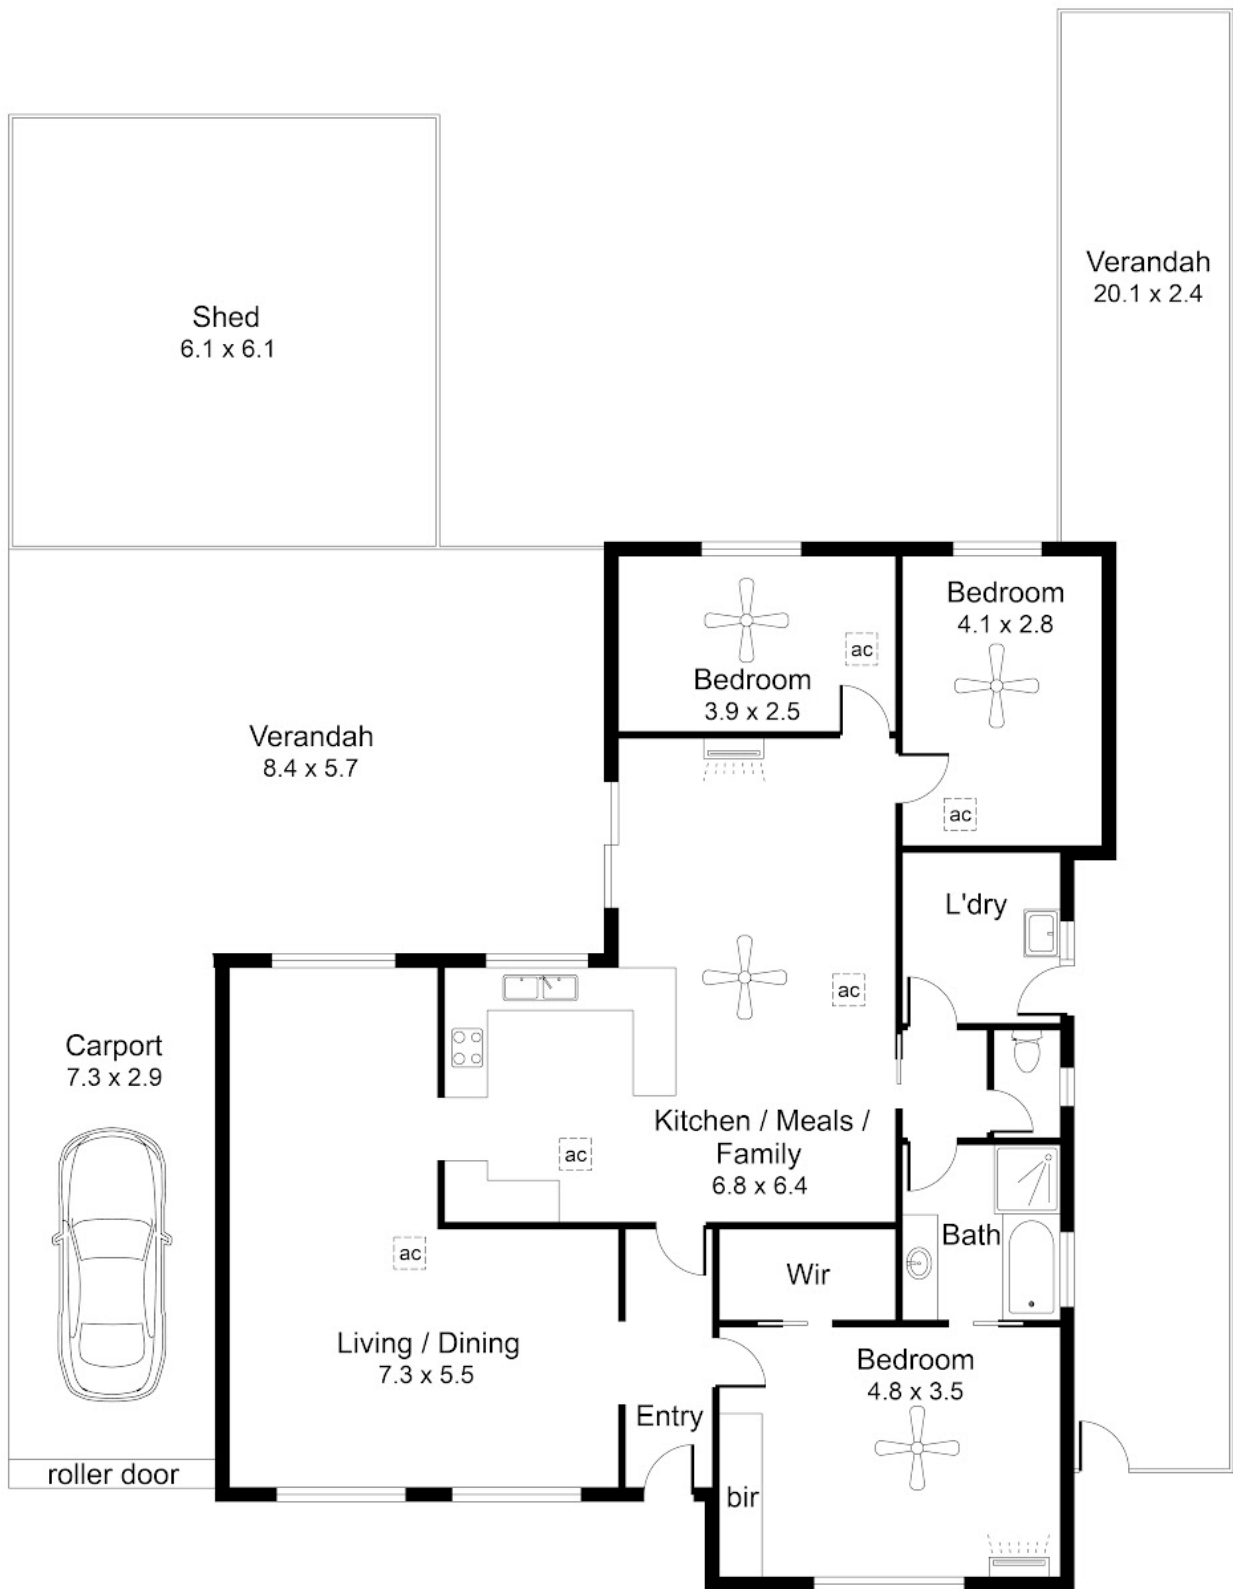 Verandah
20.1 x 2.4
Shed
6.1 x 6.1
Bedroom
4.1 x 2.8
ac
Bedroom
3.9 x 2.5
Verandah
8.4 x 5.7
ac
L'dry
ac
Carport
7.3 x 2.9
Kitchen / Meals /
Family
6.8 x 6.4
ac
Bath
ac
Wir
Living / Dining
7.3 x 5.5
Bedroom
4.8 x 3.5
Entry
roller door
bir